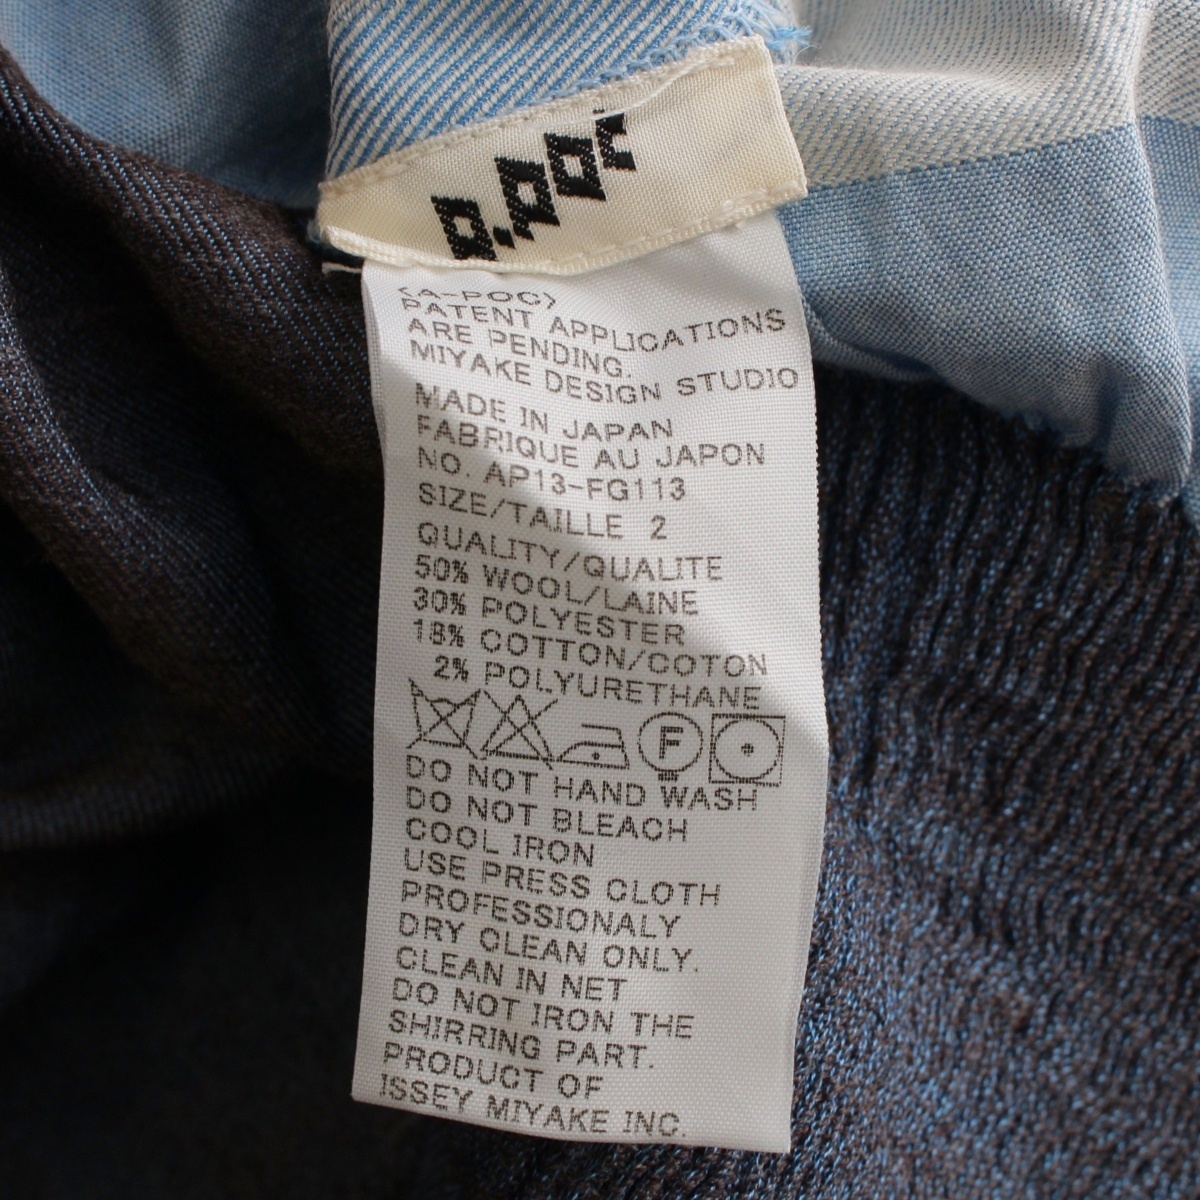 a.poc
<A-POC>
PATENT APPLICATIONS
ARE PENDING.
MIYAKE DESIGN STUDIO
MADE IN JAPAN
FABRIQUE AU JAPON
NO. AP13-FG113
SIZE/TAILLE 2
QUALITY/QUALITE
50% WOOL/LAINE
30% POLYESTER
18% COTTON/COTON
2% POLYURETHANE
F
DO NOT HAND WASH
DO NOT BLEACH
COOL IRON
USE PRESS CLOTH
PROFESSIONALY
DRY CLEAN ONLY.
CLEAN IN NET
DO NOT IRON THE
SHIRRING PART.
PRODUCT OF
ISSEY MIYAKE INC.